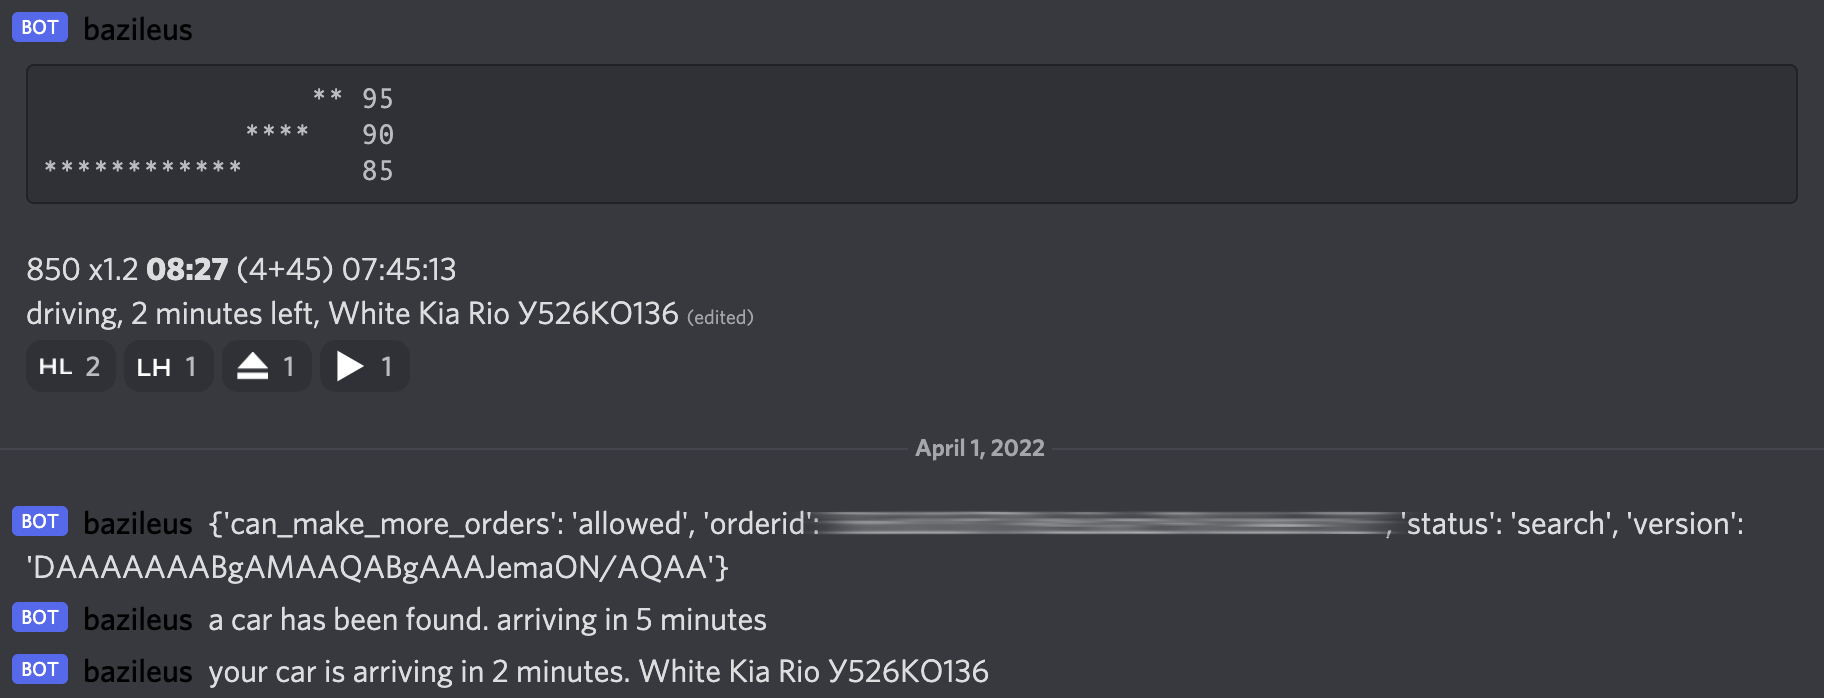 BOT bazileus
** 95
**** 90
************ 85
850 x1.2 08:27 (4+45) 07:45:13
driving, 2 minutes left, White Kia Rio У526КО136 (edited)
HL 2 LH 1 1 1
April 1, 2022
BOT bazileus {'can_make_more_orders': 'allowed', 'orderid': , 'status': 'search', 'version':
'DAAAAAAABgAMAAQABgAAAJemaON/AQAA'}
BOT bazileus a car has been found. arriving in 5 minutes
BOT bazileus your car is arriving in 2 minutes. White Kia Rio У526КО136